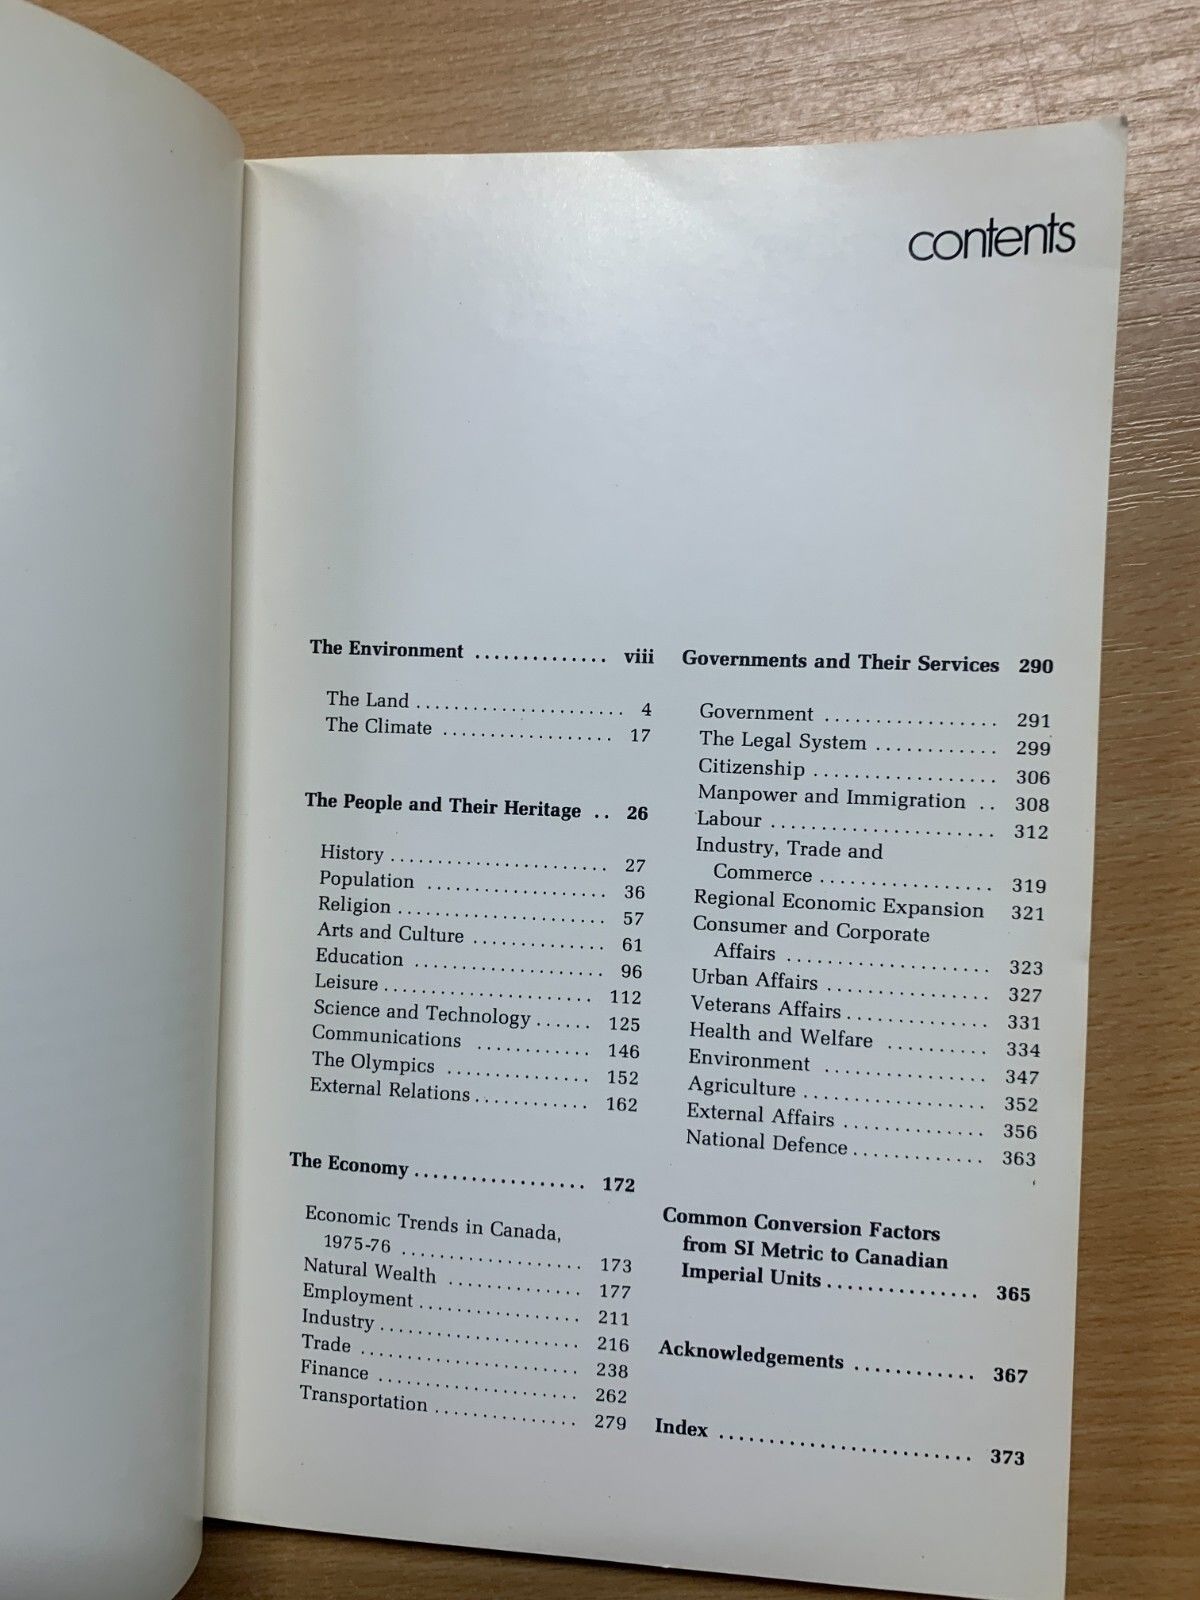 contents
The Environment .............. viii
The Land ...................... 4
The Climate .................. 17
The People and Their Heritage .. 26
History ....................... 27
Population ................... 36
Religion ...................... 57
Arts and Culture .............. 61
Education .................... 96
Leisure ...................... 112
Science and Technology ...... 125
Communications ............ 146
The Olympics ............... 152
External Relations ............ 162
The Economy .................. 172
Economic Trends in Canada,
1975-76 ................... 173
Natural Wealth .............. 177
Employment ................. 211
Industry ..................... 216
Trade ....................... 238
Finance ..................... 262
Transportation ............... 279
Governments and Their Services 290
Government ................. 291
The Legal System ............ 299
Citizenship .................. 306
Manpower and Immigration .. 308
Labour ...................... 312
Industry, Trade and
Commerce ................. 319
Regional Economic Expansion 321
Consumer and Corporate
Affairs .................... 323
Urban Affairs ................ 327
Veterans Affairs .............. 331
Health and Welfare .......... 334
Environment ................ 347
Agriculture .................. 352
External Affairs .............. 356
National Defence ............. 363
Common Conversion Factors
from SI Metric to Canadian
Imperial Units ............... 365
Acknowledgements ............ 367
Index .......................... 373